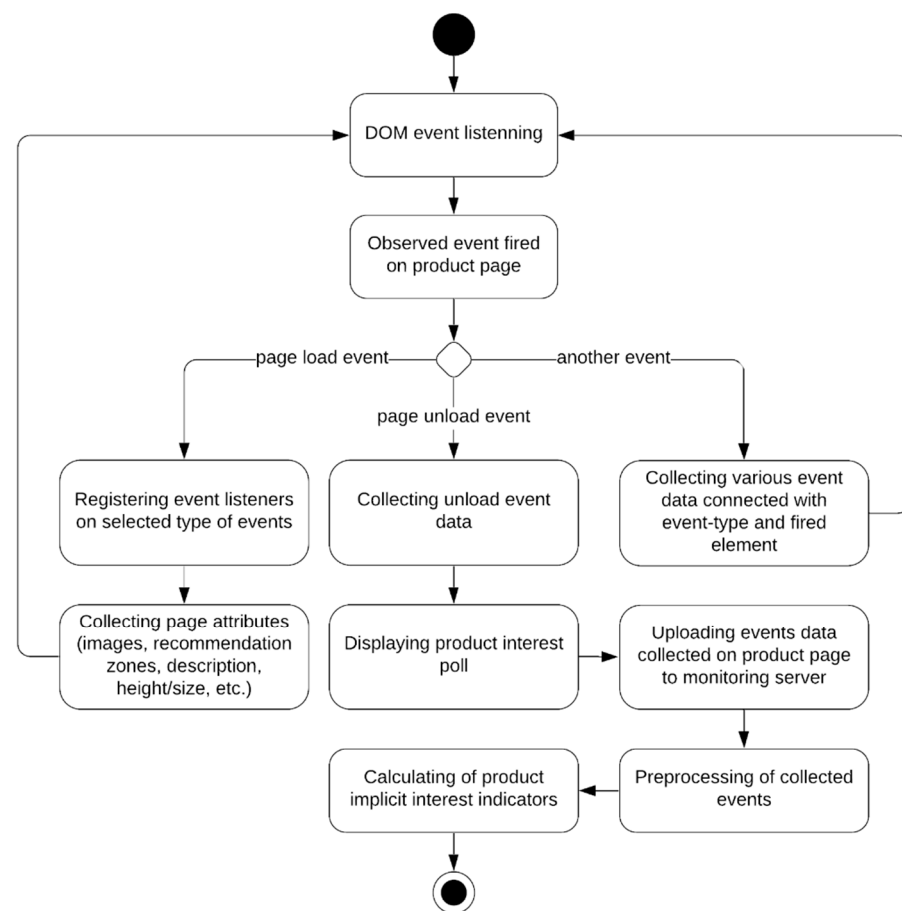 DOM event listenning
Observed event fired
on product page
page load event
another event
page unload event
Registering event listeners
on selected type of events
Collecting unload event
data
Collecting various event
data connected with
event-type and fired
element
Collecting page attributes
(images, recommendation
zones, description,
height/size, etc.)
Displaying product interest
poll
Uploading events data
collected on product page
to monitoring server
Calculating of product
implicit interest indicators
Preprocessing of collected
events